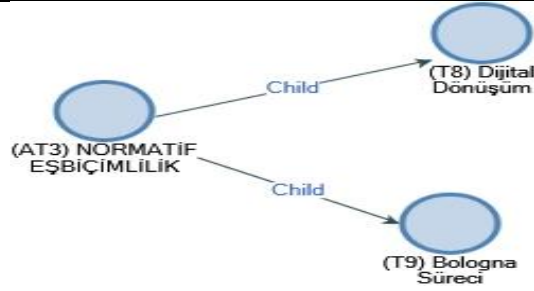 (T8) Dijital
Dönüşüm
Child
(AT3) NORMATİF
EŞBİÇİMLİLİK
Child
(T9) Bologna
Süreci